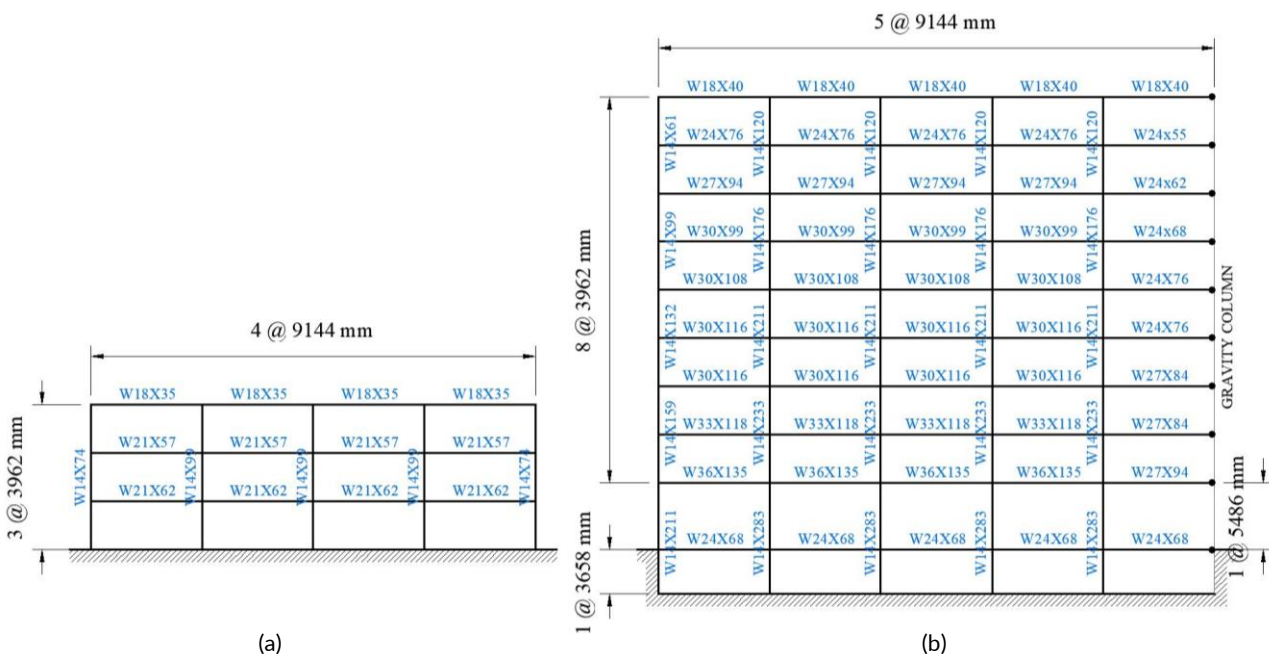 5 @ 9144 mm
W18X40 W18X40 W18X40 W18X40 W18X40
W14X61 W14X120 W14X120 W14X120
W24X76 W24X76 W24X76 W24X76 W24x55
W27X94 W27X94 W27X94 W27X94 W24x62
W14X99 W14X176 W14X176 W14X176 W14X176
W30X99 W30X99 W30X99 W30X99 W24x68
W30X108 W30X108 W30X108 W30X108 W24X76
W14X132 W14X211 W14X211 W14X211 W14X211
W30X116 W30X116 W30X116 W30X116 W24X76
W30X116 W30X116 W30X116 W30X116 W27X84
W14X159 W14X233 W14X233 W14X233 W14X233
W33X118 W33X118 W33X118 W33X118 W27X84
W36X135 W36X135 W36X135 W36X135 W27X94
W14X211 W14X283 W14X283 W14X283 W14X283
W24X68 W24X68 W24X68 W24X68 W24X68
8 @ 3962 mm
1 @ 3658 mm
GRAVITY COLUMN
1 @ 5486 mm
4 @ 9144 mm
W18X35 W18X35 W18X35 W18X35
W21X57 W21X57 W21X57 W21X57
W14X74 W14X99 W14X99 W14X99 W14X74
W21X62 W21X62 W21X62 W21X62
3 @ 3962 mm
(a)
(b)